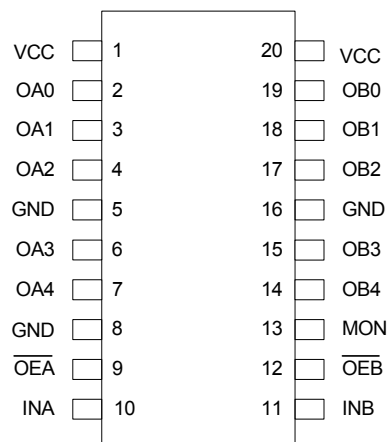 VCC 1 20 VCC
OA0 2 19 OB0
OA1 3 18 OB1
OA2 4 17 OB2
GND 5 16 GND
OA3 6 15 OB3
OA4 7 14 OB4
GND 8 13 MON
O̅E̅A̅ 9 12 O̅E̅B̅
INA 10 11 INB